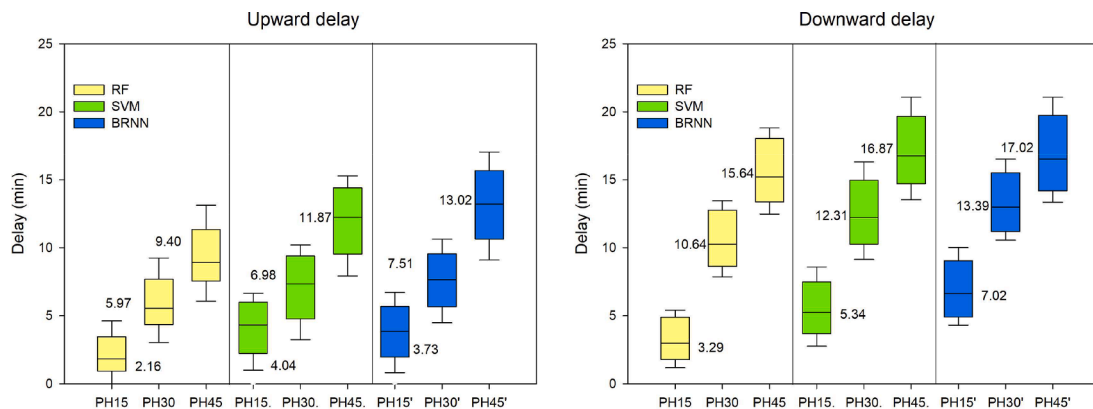 Upward delay
25
20
15
10
5
0
Delay (min)
RF
SVM
BRNN
2.16
5.97
9.40
4.04
6.98
11.87
3.73
7.51
13.02
PH15 PH30 PH45 PH15. PH30. PH45. PH15' PH30' PH45'
Downward delay
25
20
15
10
5
0
Delay (min)
RF
SVM
BRNN
3.29
10.64
15.64
5.34
12.31
16.87
7.02
13.39
17.02
PH15 PH30 PH45 PH15. PH30. PH45. PH15' PH30' PH45'